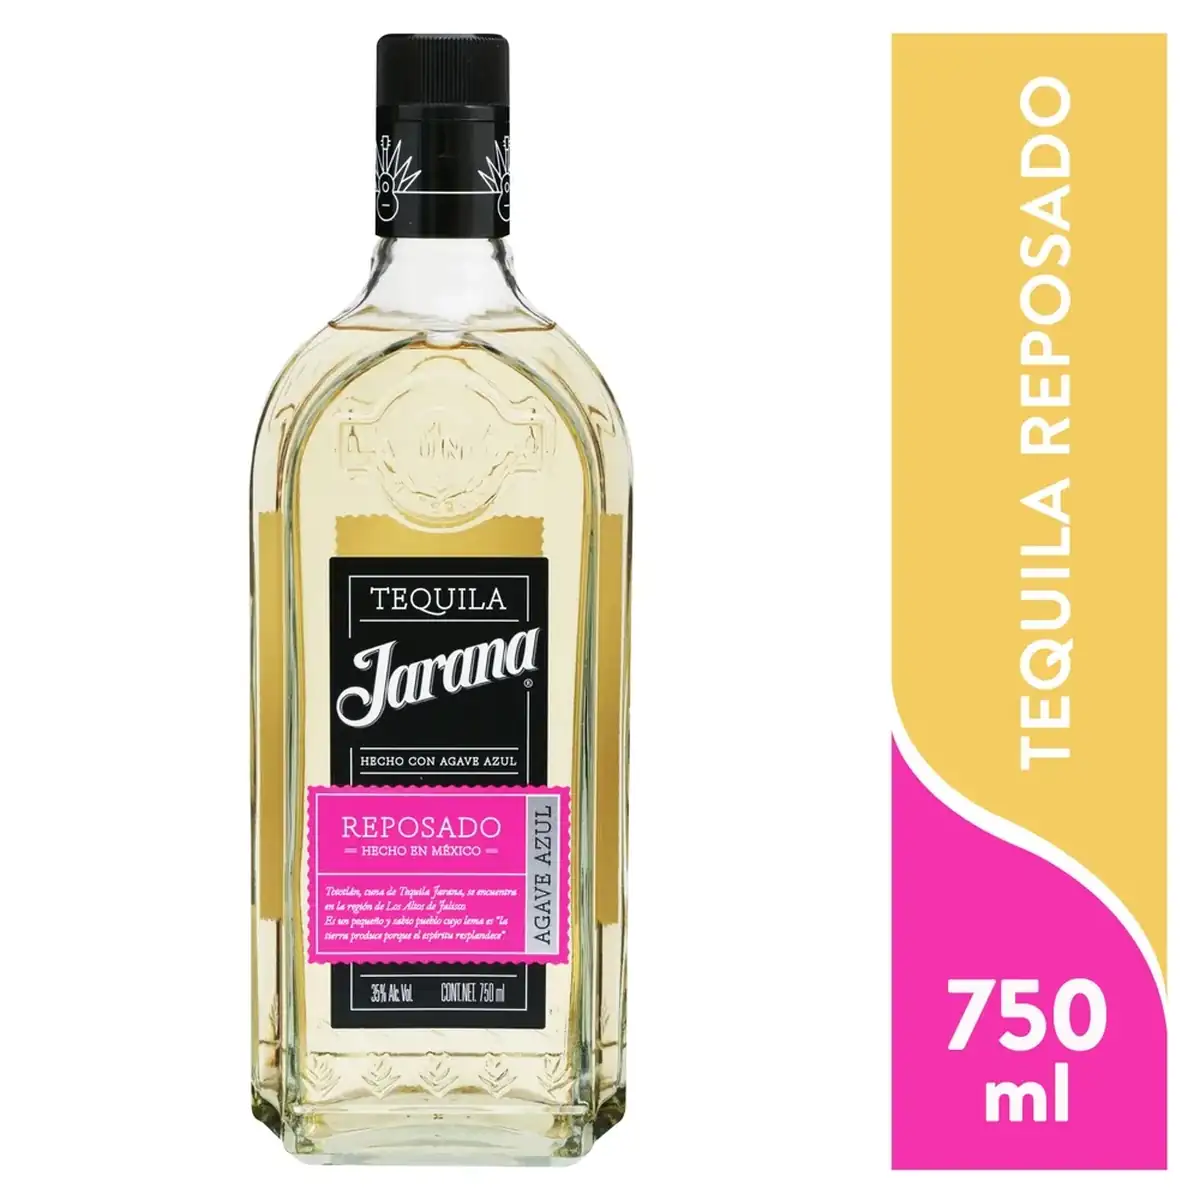 TEQUILA
Jarana®
HECHO CON AGAVE AZUL
REPOSADO
HECHO EN MÉXICO
Tototlán, cuna de Tequila Jarana, se encuentra
en la región de Los Altos de Jalisco.
Es un pequeño y sabio pueblo cuyo lema es "la
tierra produce porque el espíritu resplandece"
AGAVE AZUL
35% Alc. Vol.
CONT. NET. 750 ml
TEQUILA REPOSADO
750
ml